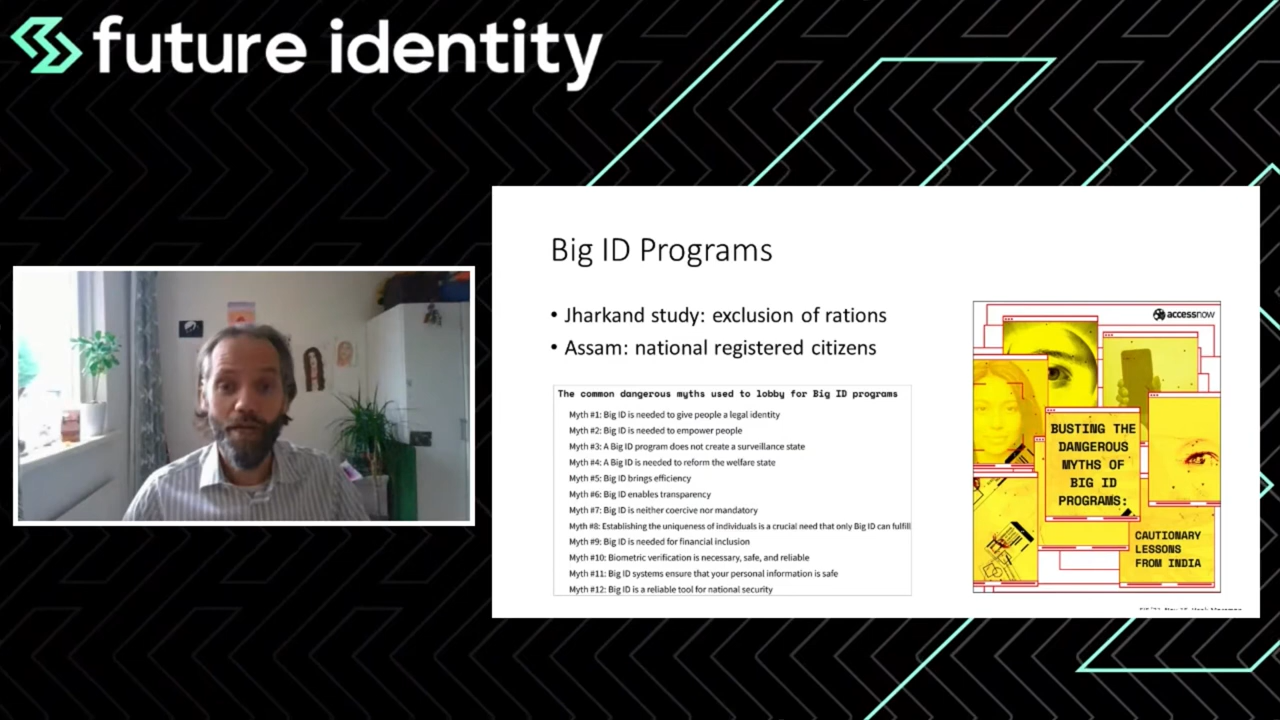 future identity
Big ID Programs
• Jharkand study: exclusion of rations
• Assam: national registered citizens
The common dangerous myths used to lobby for Big ID programs
Myth #1: Big ID is needed to give people a legal identity
Myth #2: Big ID is needed to empower people
Myth #3: A Big ID program does not create a surveillance state
Myth #4: A Big ID is needed to reform the welfare state
Myth #5: Big ID brings efficiency
Myth #6: Big ID enables transparency
Myth #7: Big ID is neither coercive nor mandatory
Myth #8: Establishing the uniqueness of individuals is a crucial need that only Big ID can fulfill
Myth #9: Big ID is needed for financial inclusion
Myth #10: Biometric verification is necessary, safe, and reliable
Myth #11: Big ID systems ensure that your personal information is safe
Myth #12: Big ID is a reliable tool for national security
accessnow
BUSTING THE
DANGEROUS
MYTHS OF
BIG ID
PROGRAMS:
CAUTIONARY
LESSONS
FROM INDIA